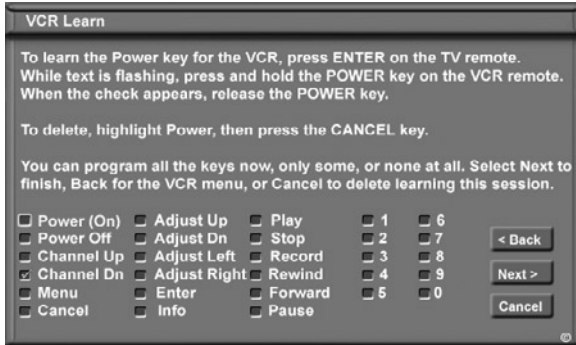 VCR Learn
To learn the Power key for the VCR, press ENTER on the TV remote.
While text is flashing, press and hold the POWER key on the VCR remote.
When the check appears, release the POWER key.
To delete, highlight Power, then press the CANCEL key.
You can program all the keys now, only some, or none at all. Select Next to
finish, Back for the VCR menu, or Cancel to delete learning this session.
Power (On) Adjust Up Play 1 6
Power Off Adjust Dn Stop 2 7
Channel Up Adjust Left Record 3 8
Channel Dn Adjust Right Rewind 4 9
Menu Enter Forward 5 0
Cancel Info Pause
< Back
Next >
Cancel